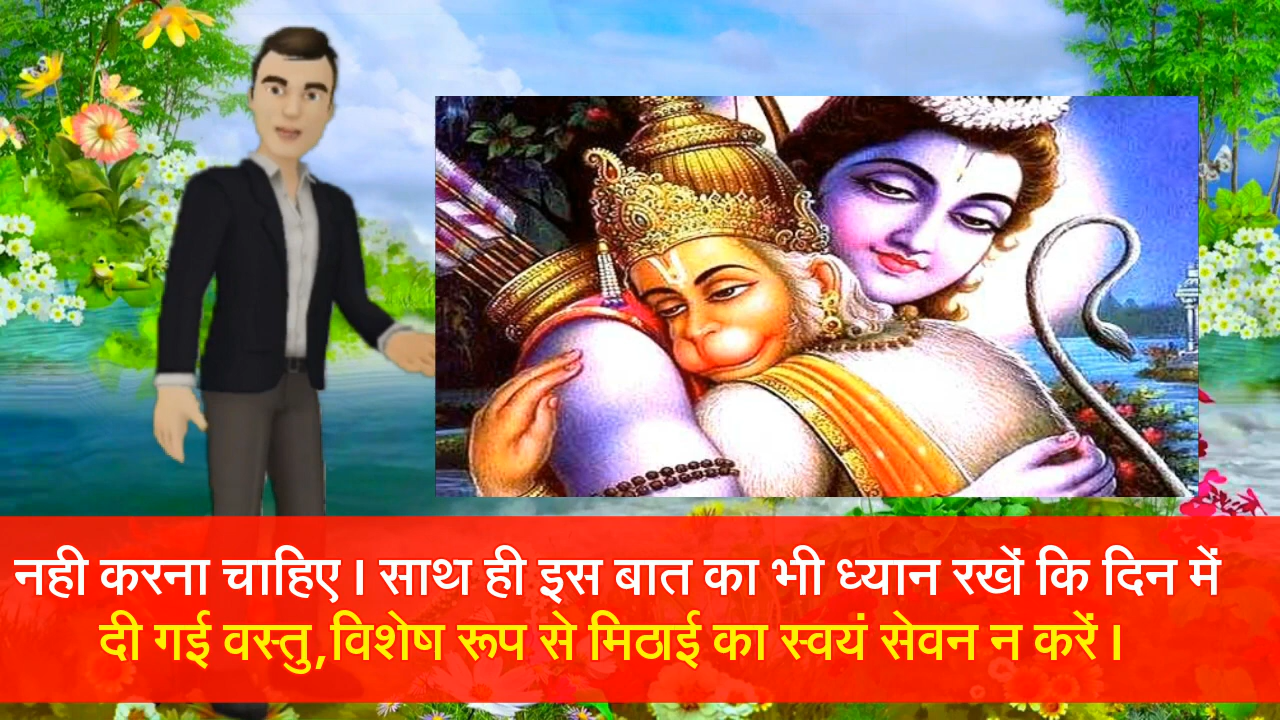 नही करना चाहिए । साथ ही इस बात का भी ध्यान रखें कि दिन में
दी गई वस्तु,विशेष रूप से मिठाई का स्वयं सेवन न करें ।